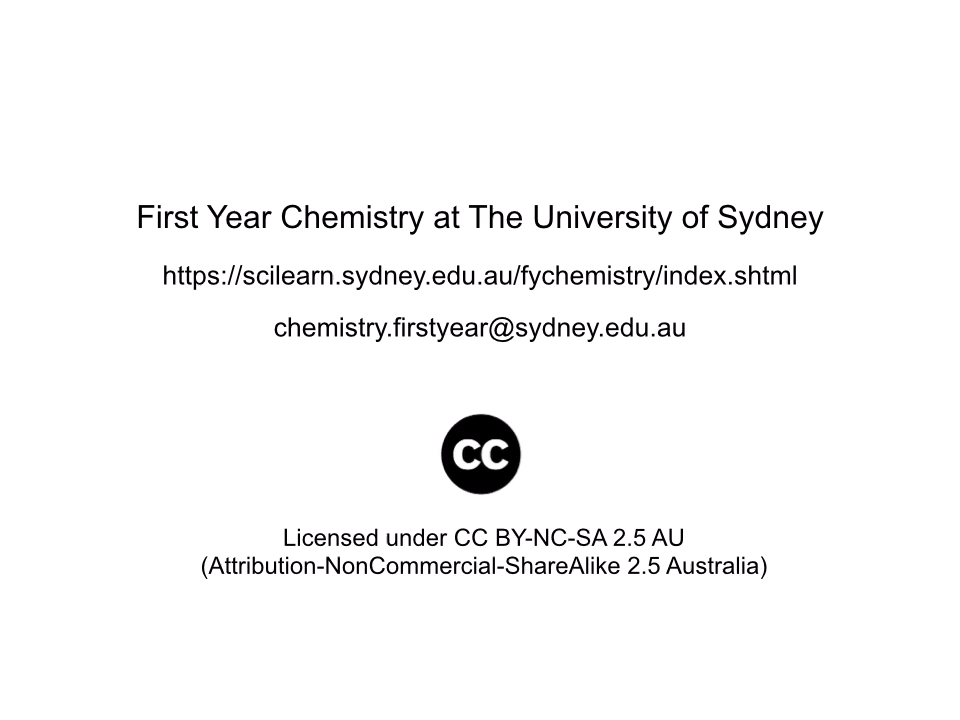 First Year Chemistry at The University of Sydney
https://scilearn.sydney.edu.au/fychemistry/index.shtml
chemistry.firstyear@sydney.edu.au
CC
Licensed under CC BY-NC-SA 2.5 AU
(Attribution-NonCommercial-ShareAlike 2.5 Australia)